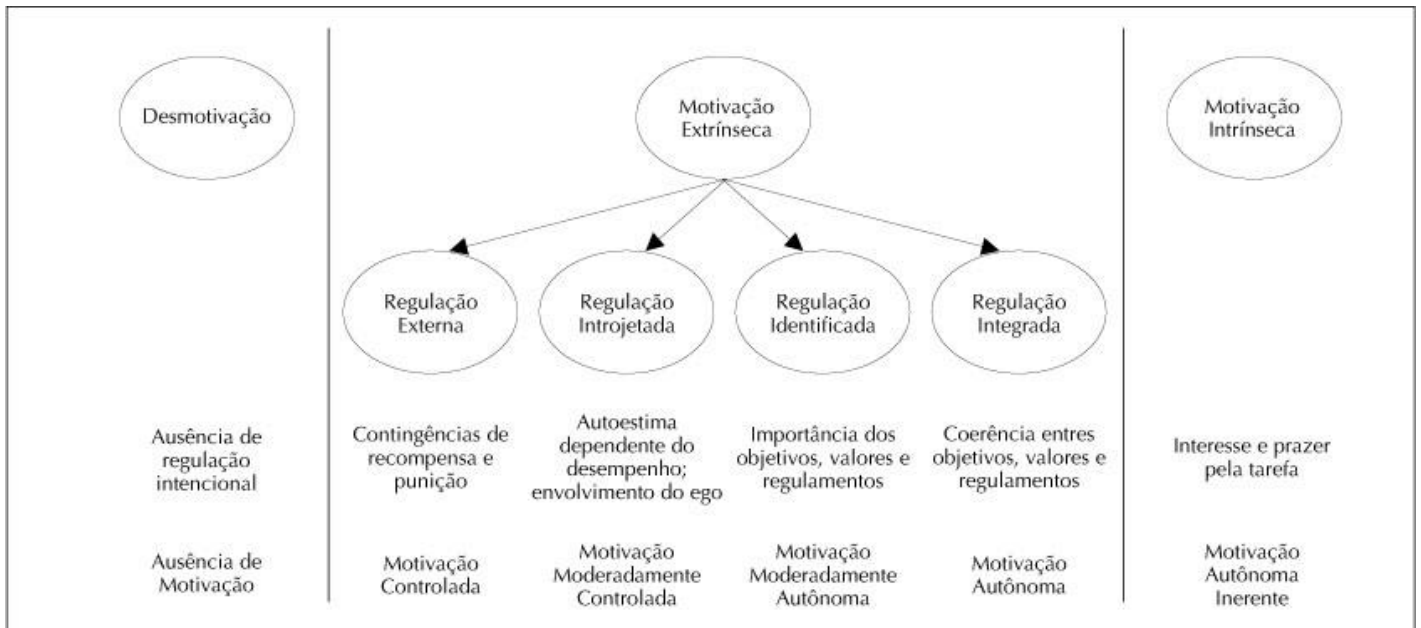 Desmotivação
Motivação
Extrínseca
Motivação
Intrínseca
Regulação
Externa
Regulação
Introjetada
Regulação
Identificada
Regulação
Integrada
Ausência de
regulação
intencional
Contingências de
recompensa e
punição
Autoestima
dependente do
desempenho;
envolvimento do ego
Importância dos
objetivos, valores e
regulamentos
Coerência entres
objetivos, valores e
regulamentos
Interesse e prazer
pela tarefa
Ausência de
Motivação
Motivação
Controlada
Motivação
Moderadamente
Controlada
Motivação
Moderadamente
Autônoma
Motivação
Autônoma
Motivação
Autônoma
Inerente